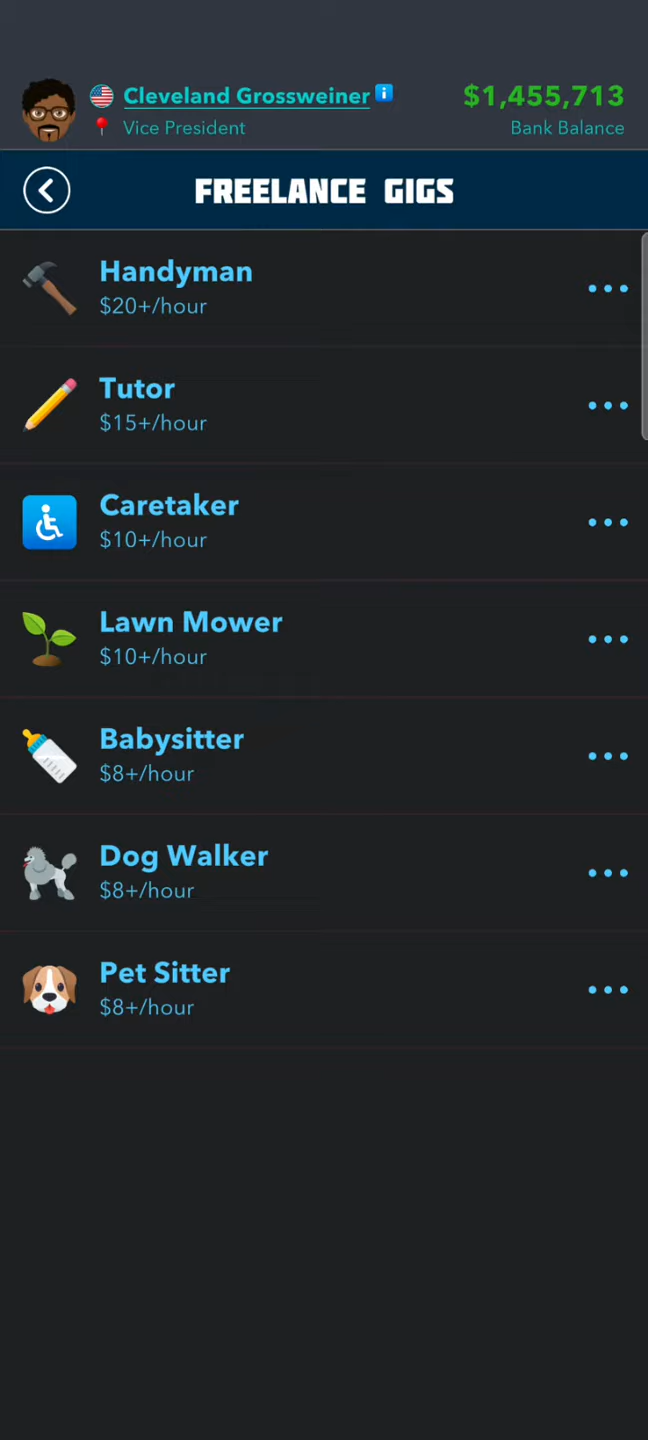 Cleveland Grossweiner
$1,455,713
Vice President
Bank Balance
FREELANCE GIGS
Handyman
$20+/hour
Tutor
$15+/hour
Caretaker
$10+/hour
Lawn Mower
$10+/hour
Babysitter
$8+/hour
Dog Walker
$8+/hour
Pet Sitter
$8+/hour